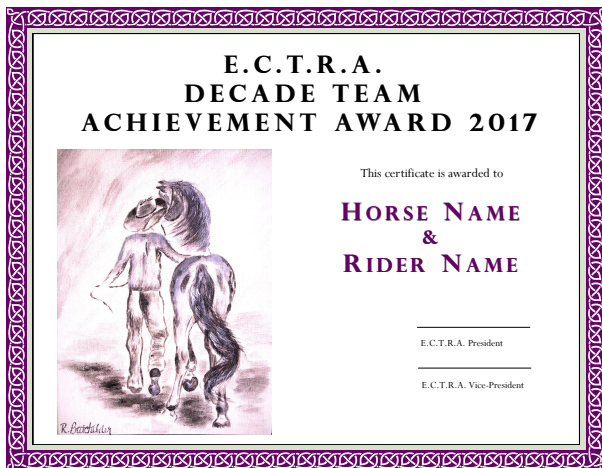 E.C.T.R.A.
DECADE TEAM
ACHIEVEMENT AWARD 2017
This certificate is awarded to
HORSE NAME
&
RIDER NAME
E.C.T.R.A. President
E.C.T.R.A. Vice-President